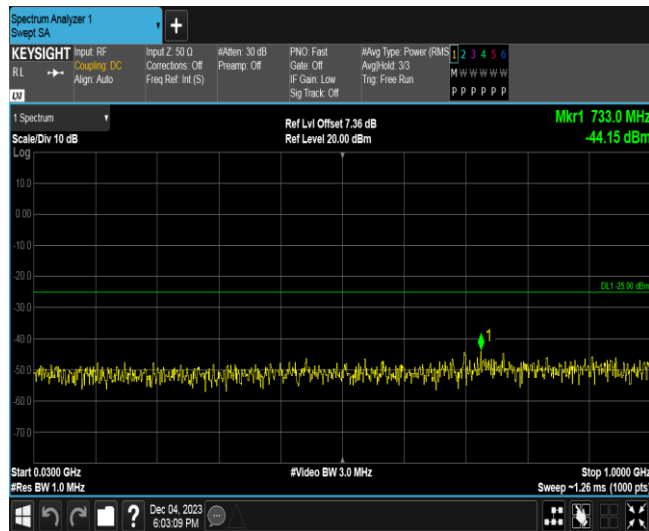 Spectrum Analyzer 1
Swept SA
KEYSIGHT
RL
LXI
Input: RF
Coupling: DC
Align: Auto
Input Z: 50 Ω
Corrections: Off
Freq Ref: Int (S)
#Atten: 30 dB
Preamp: Off
PNO: Fast
Gate: Off
IF Gain: Low
Sig Track: Off
#Avg Type: Power (RMS
Avg|Hold: 3/3
Trig: Free Run
1 2 3 4 5 6
M W W W W W
P P P P P P
1 Spectrum
Scale/Div 10 dB
Log
Ref Lvl Offset 7.36 dB
Ref Level 20.00 dBm
Mkr1 733.0 MHz
-44.15 dBm
10.0
0.00
-10.0
-20.0
DL1 -25.00 dBm
-30.0
-40.0
1
-50.0
-60.0
-70.0
Start 0.0300 GHz
#Res BW 1.0 MHz
#Video BW 3.0 MHz
Stop 1.0000 GHz
Sweep ~1.26 ms (1000 pts)
?
Dec 04, 2023
6:03:09 PM